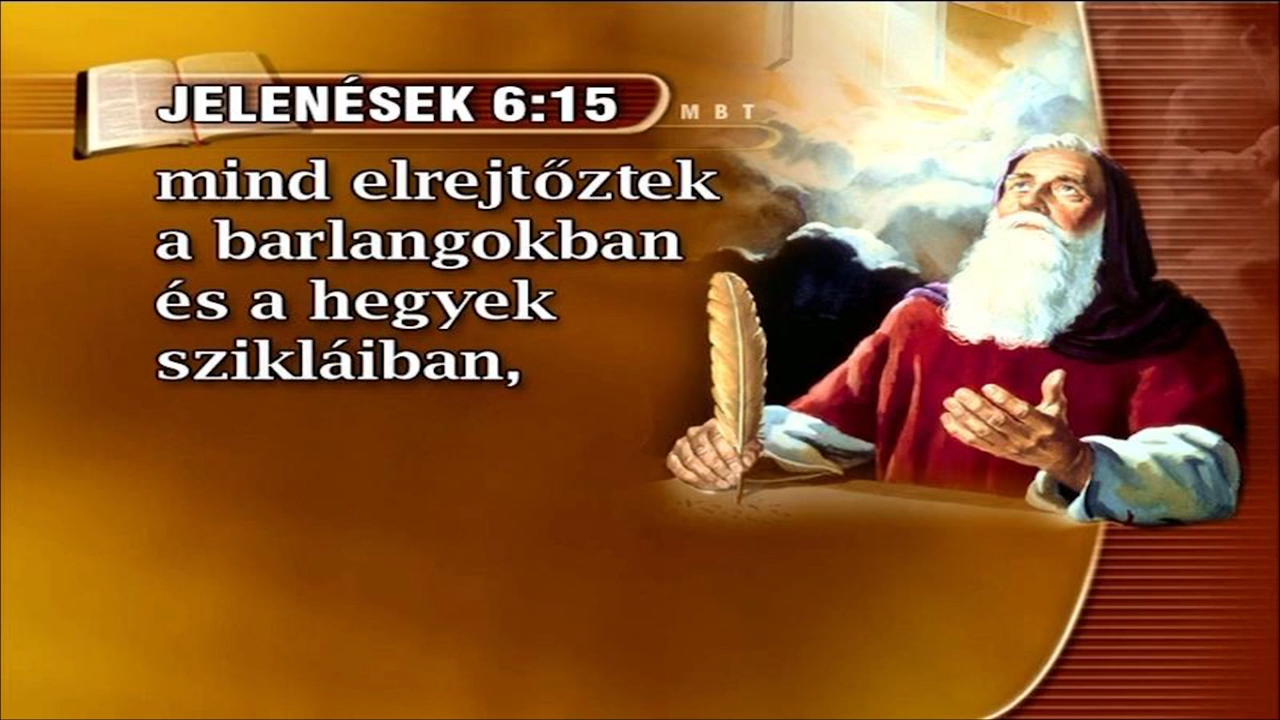 JELENÉSEK 6:15 MBT
mind elrejtőztek
a barlangokban
és a hegyek
szikláiban,